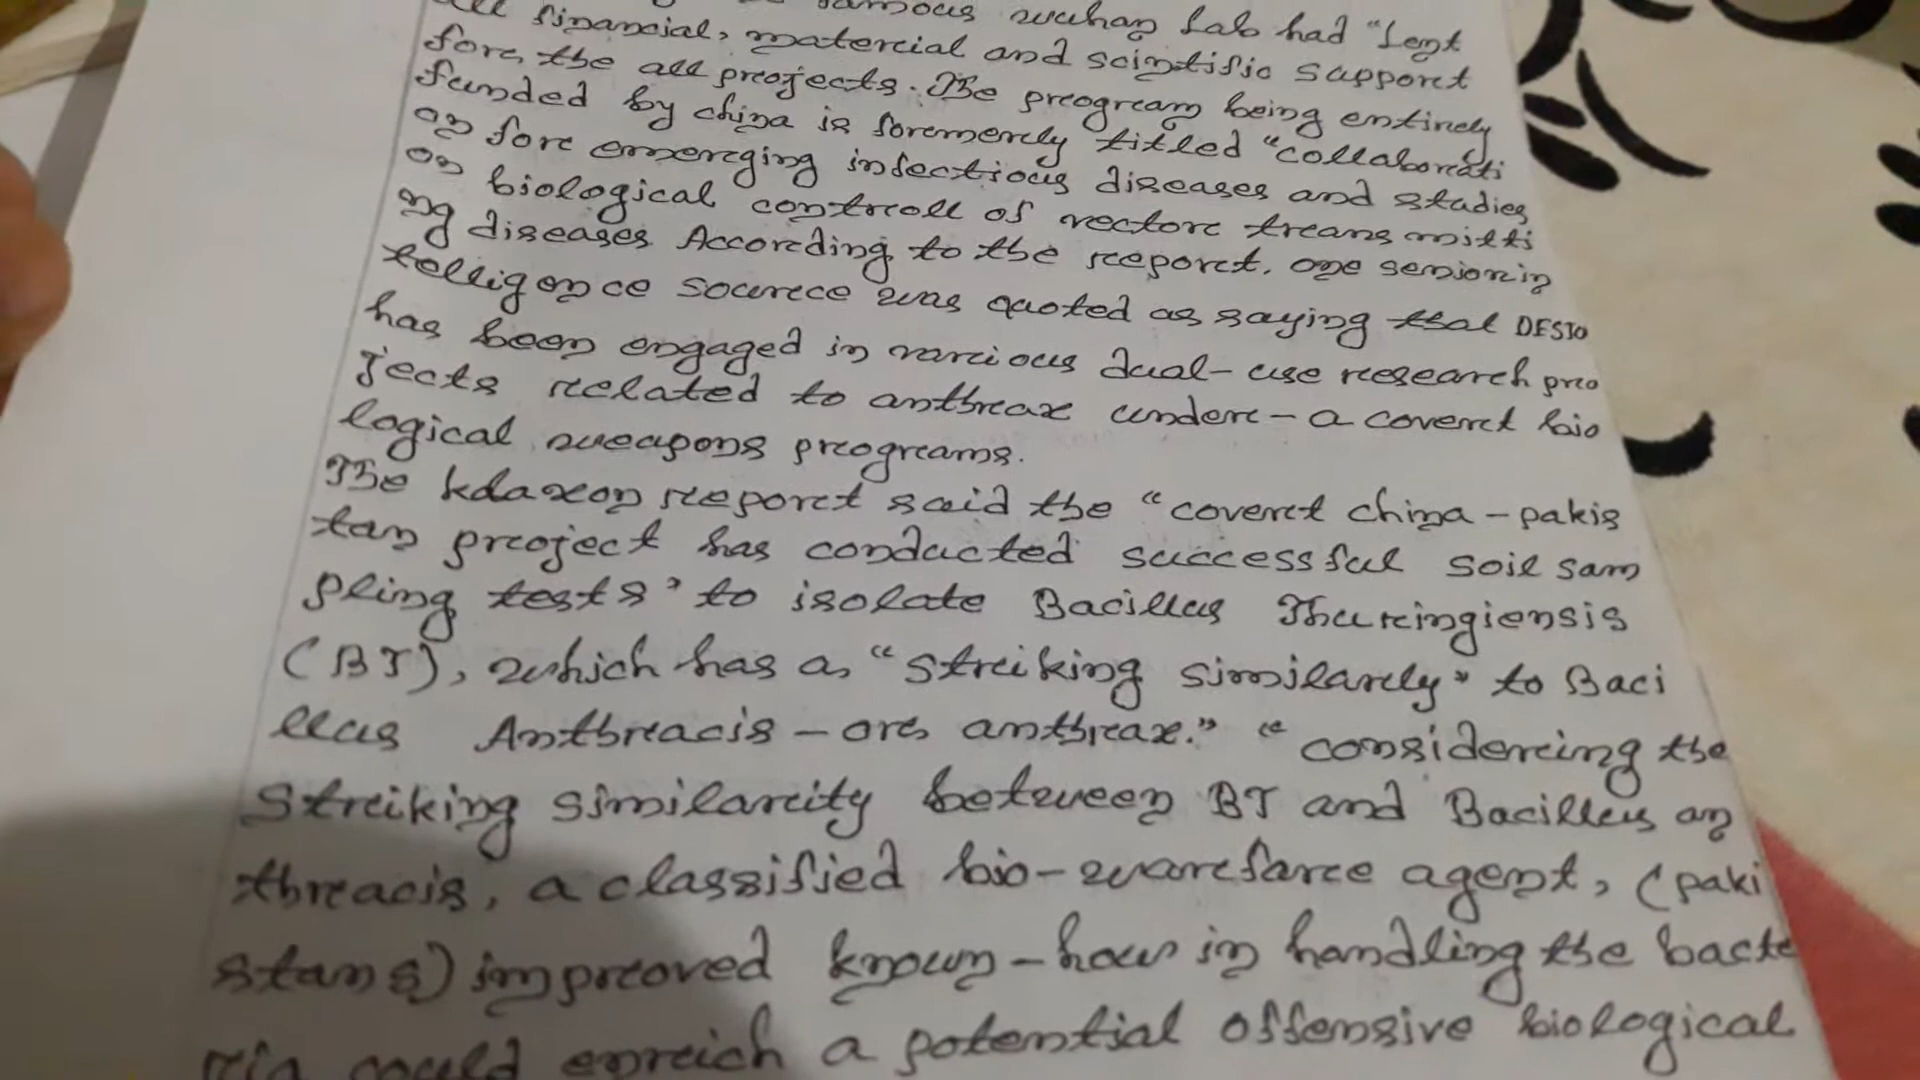 famous wuhan Lab had "Lent
all financial, material and scientific support
for the all projects. The program being entirely
funded by china is formerly titled "collaborati
on for emerging infectious diseases and studies
on biological controll of vector transmitti
ng diseases. According to the report. one senior in
telligence source was quoted as saying that DESTO
has been engaged in various dual-use research pro
jects related to anthrax under-a covert bio
logical weapons programs.
The kdaxon report said the "covert china-pakis
tan project has conducted successful soil sam
pling tests" to isolate Bacillus Thuringiensis
(BT), which has a "striking similarly" to Baci
llus Anthracis-or anthrax." "considering the
striking similarity between BT and Bacillus an
thracis, a classified bio-warfarce agent, (paki
stans) improved known-how in handling the bacte
ria could enrich a potential offensive biological